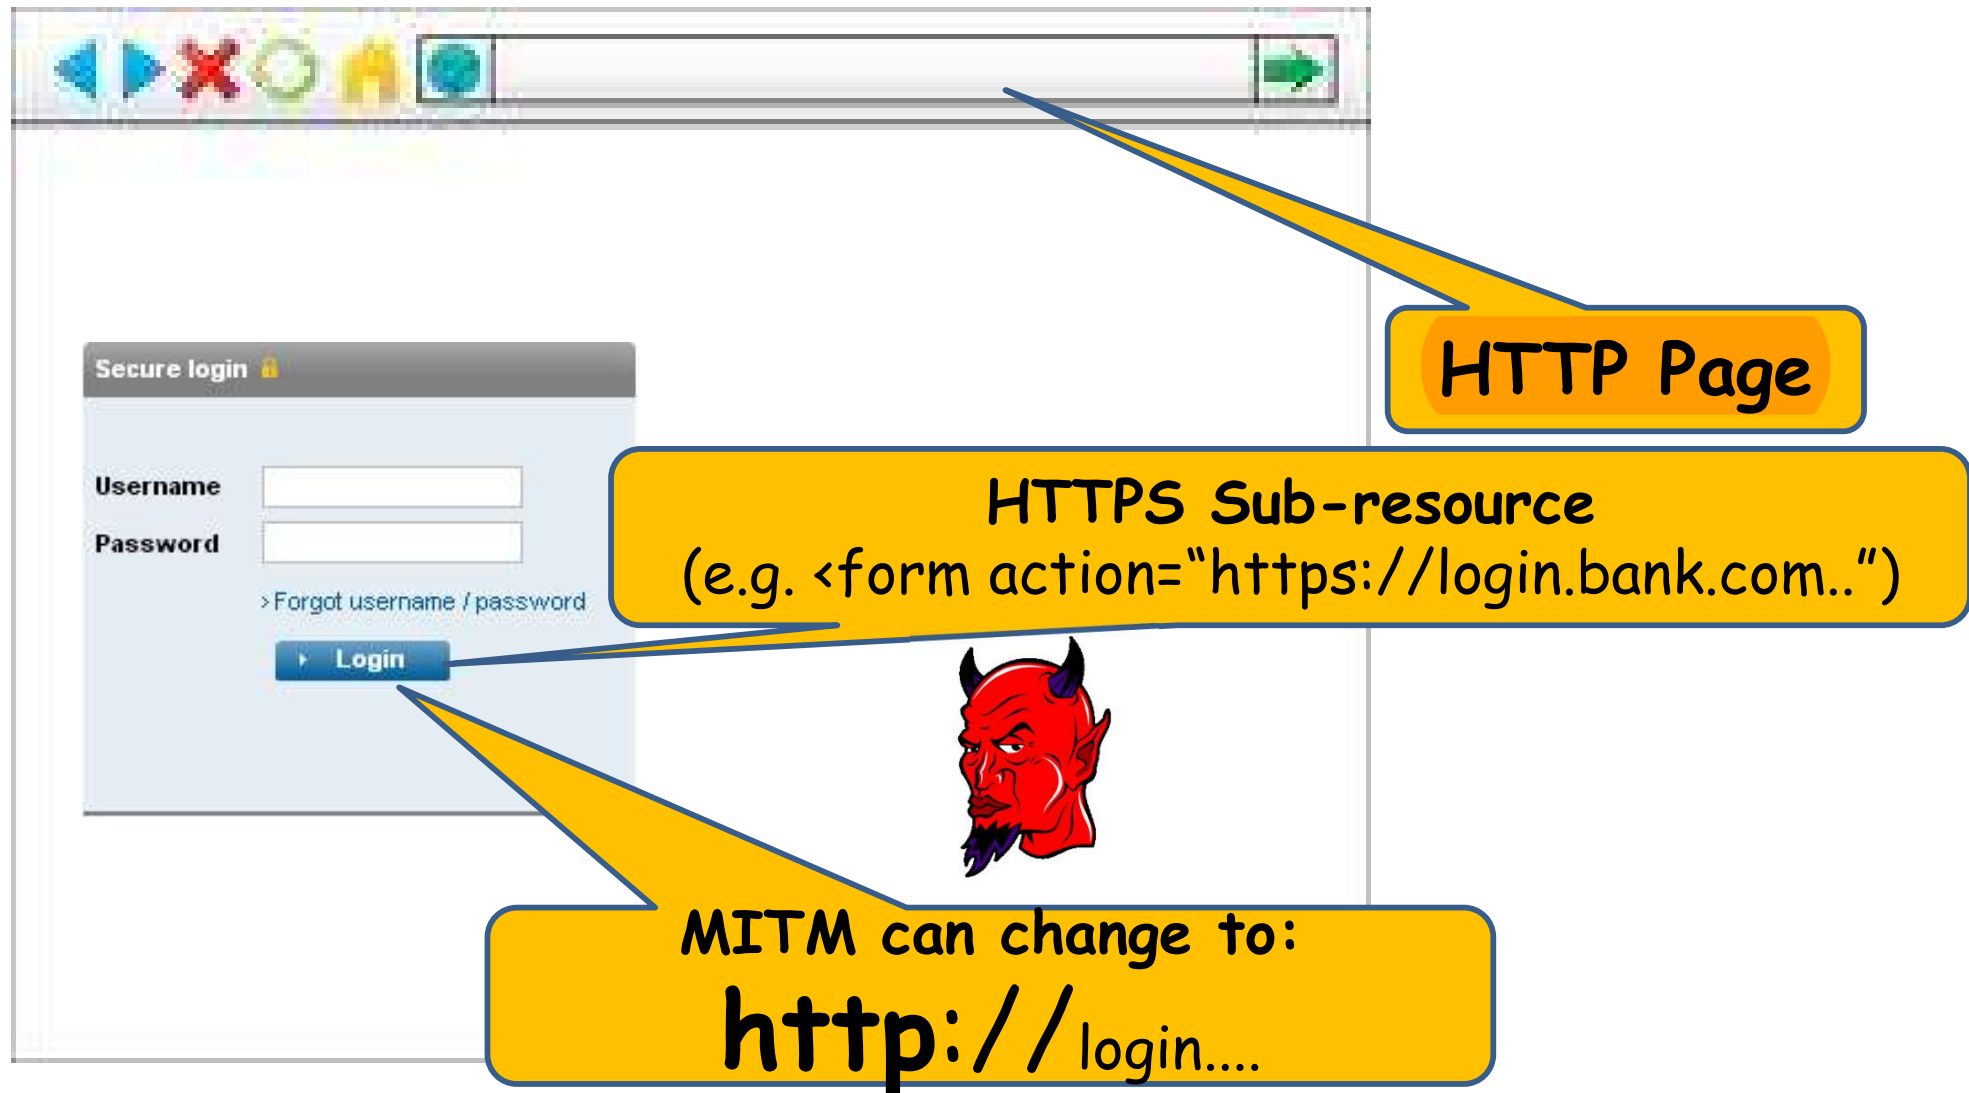 HTTP Page
Secure login
Username
Password
>Forgot username / password
Login
HTTPS Sub-resource
(e.g. <form action=“https://login.bank.com..”)
MITM can change to:
http://login....